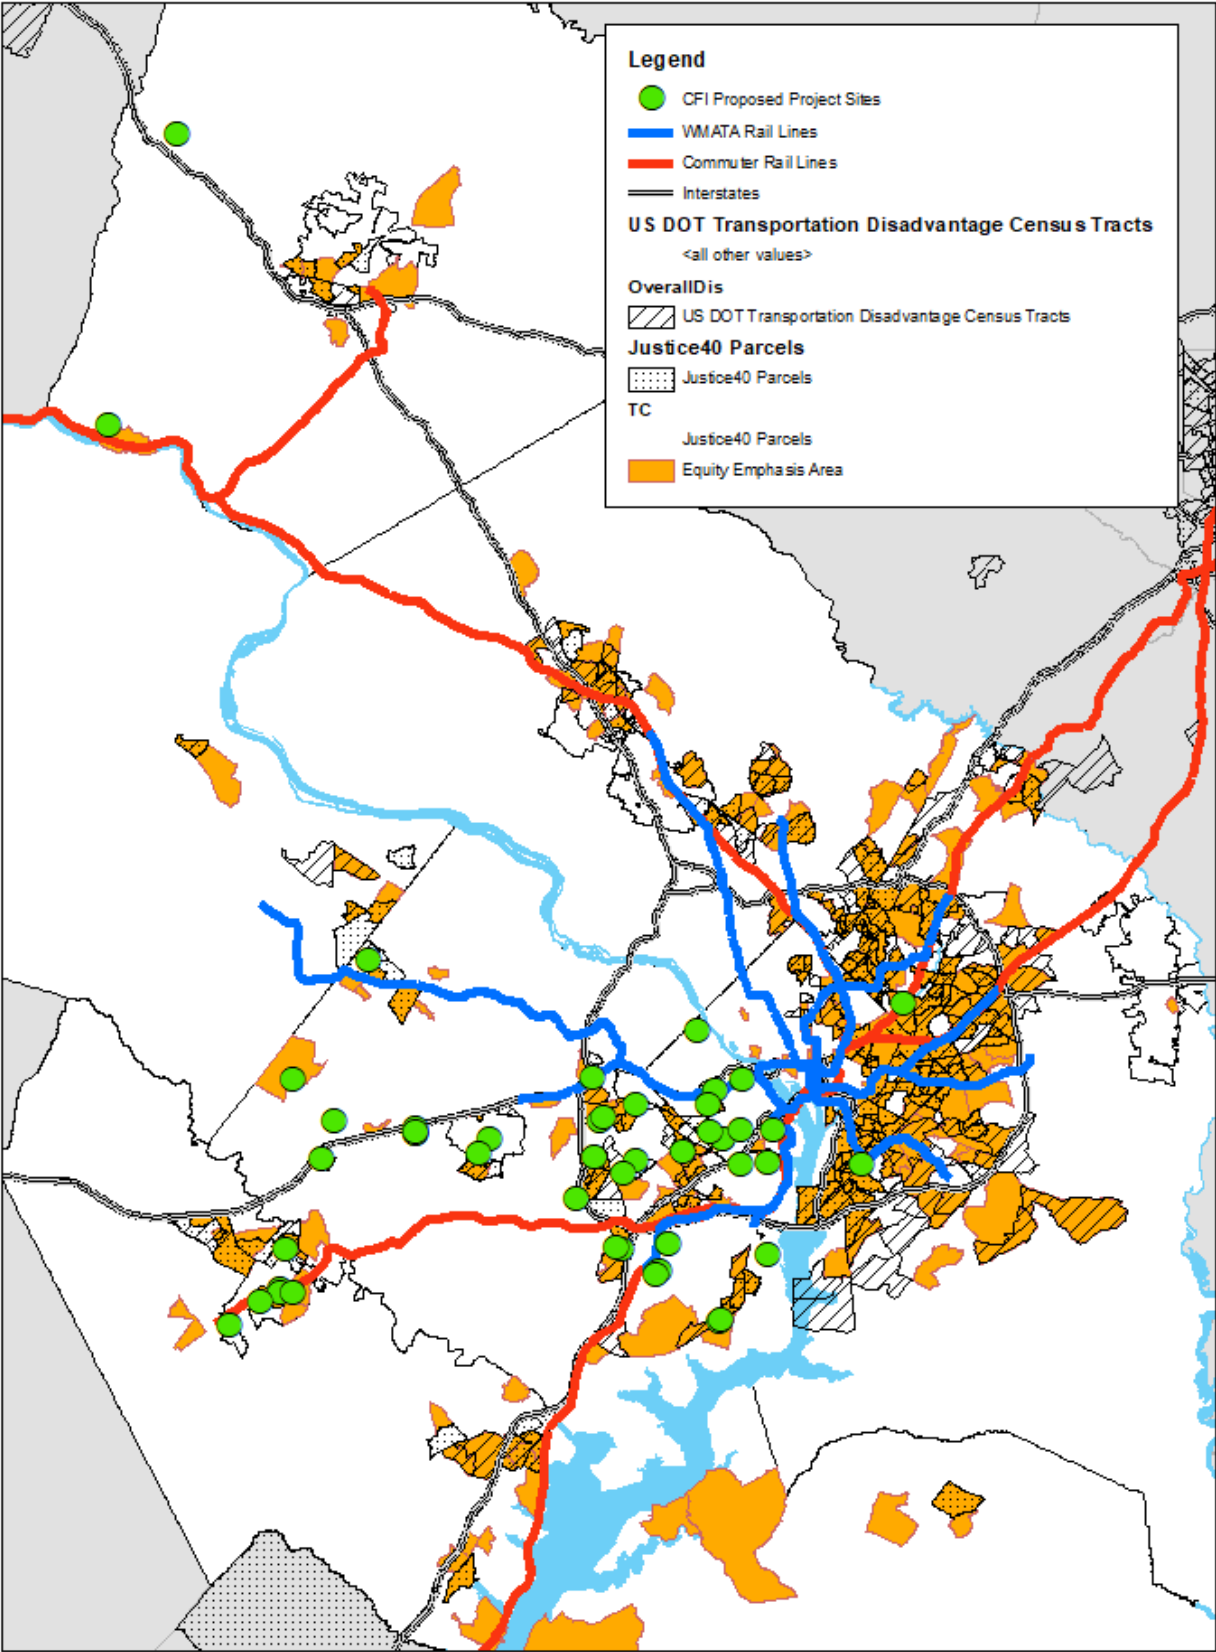 Legend
CFI Proposed Project Sites
WMATA Rail Lines
Commuter Rail Lines
Interstates
US DOT Transportation Disadvantage Census Tracts
<all other values>
OverallDis
US DOT Transportation Disadvantage Census Tracts
Justice40 Parcels
Justice40 Parcels
TC
Justice40 Parcels
Equity Emphasis Area